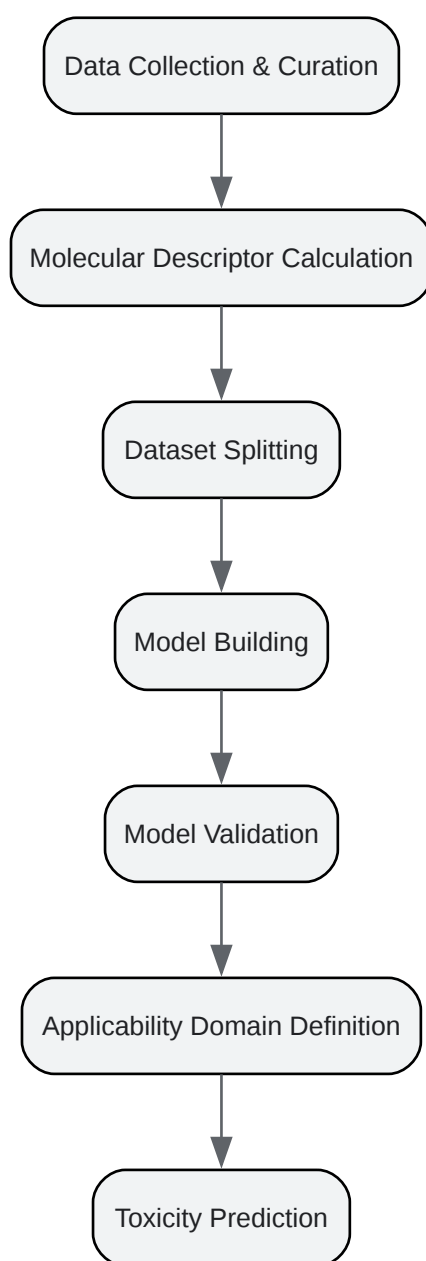 Data Collection & Curation
Molecular Descriptor Calculation
Dataset Splitting
Model Building
Model Validation
Applicability Domain Definition
Toxicity Prediction